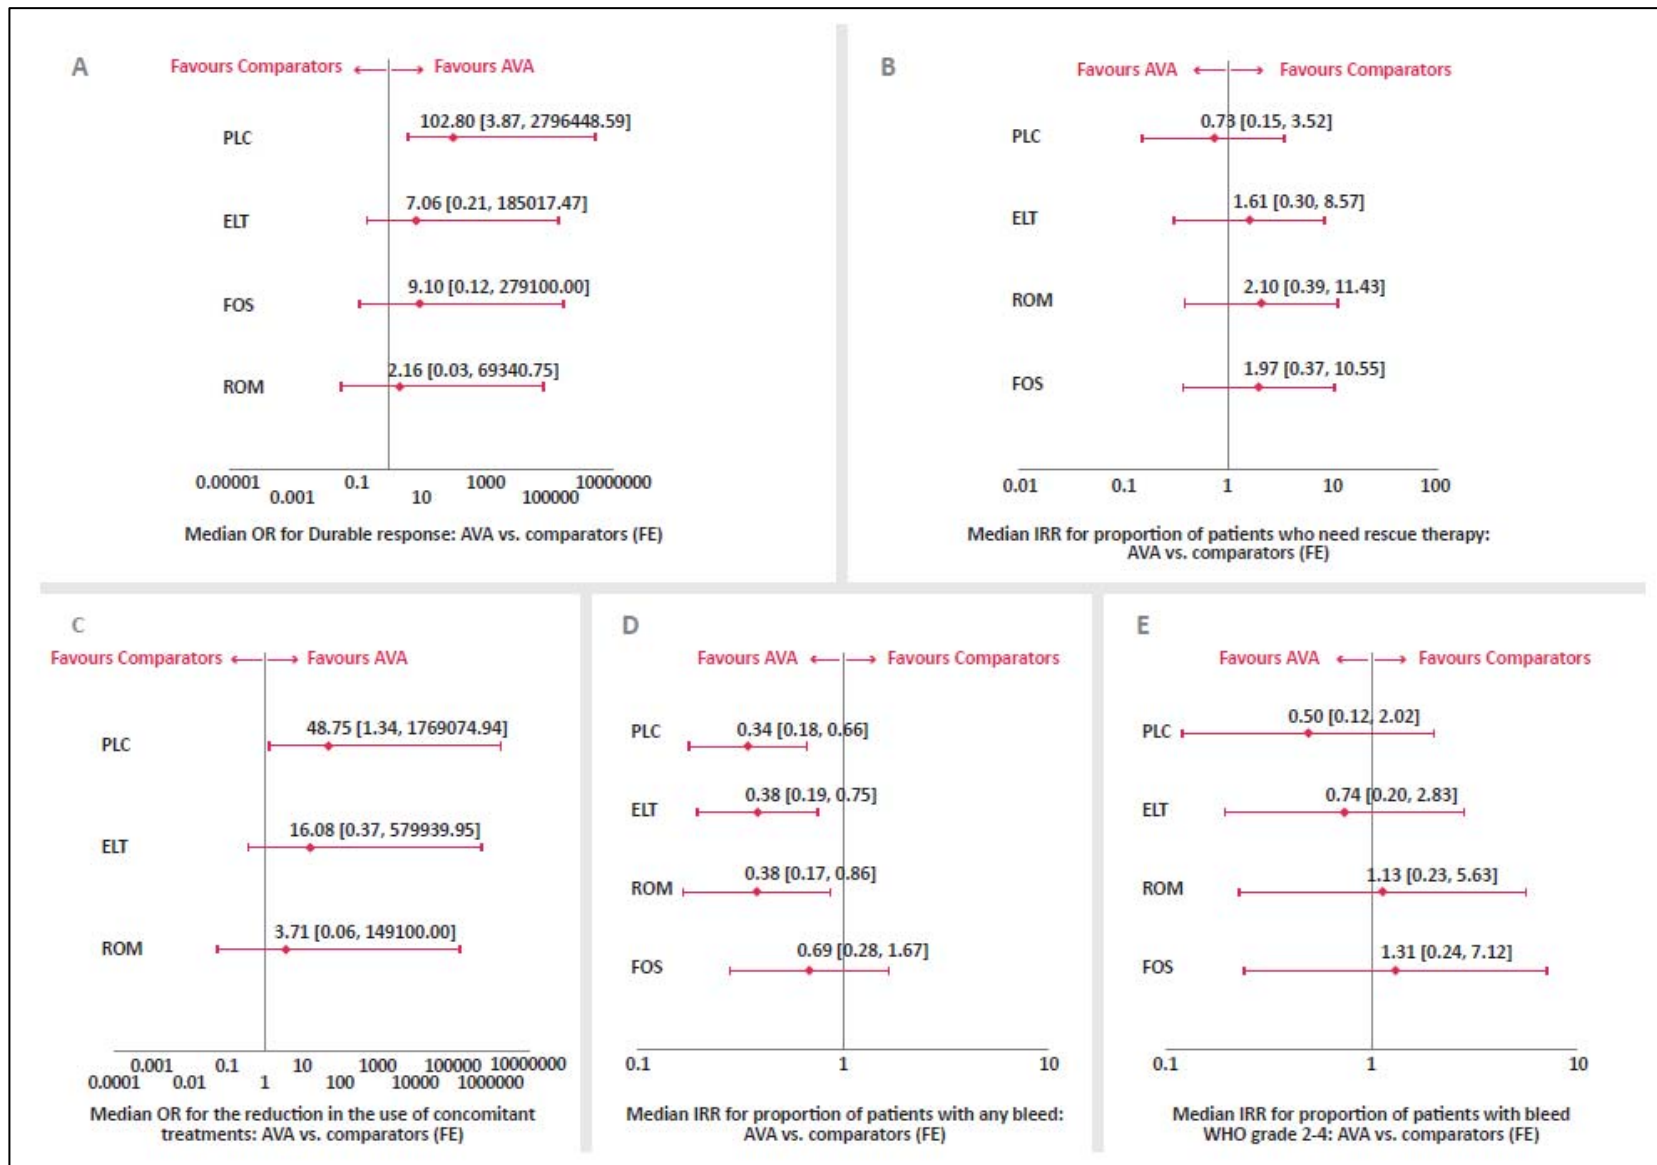 A
Favours Comparators ←→ Favours AVA
PLC 102.80 [3.87, 2796448.59]
ELT 7.06 [0.21, 185017.47]
FOS 9.10 [0.12, 279100.00]
ROM 2.16 [0.03, 69340.75]
0.00001 0.001 0.1 10 1000 100000 10000000
Median OR for Durable response: AVA vs. comparators (FE)
B
Favours AVA ←→ Favours Comparators
PLC 0.73 [0.15, 3.52]
ELT 1.61 [0.30, 8.57]
ROM 2.10 [0.39, 11.43]
FOS 1.97 [0.37, 10.55]
0.01 0.1 1 10 100
Median IRR for proportion of patients who need rescue therapy:
AVA vs. comparators (FE)
C
Favours Comparators ←→ Favours AVA
PLC 48.75 [1.34, 1769074.94]
ELT 16.08 [0.37, 579939.95]
ROM 3.71 [0.06, 149100.00]
0.0001 0.001 0.01 0.1 1 10 100 1000 10000 100000 1000000 10000000
Median OR for the reduction in the use of concomitant
treatments: AVA vs. comparators (FE)
D
Favours AVA ←→ Favours Comparators
PLC 0.34 [0.18, 0.66]
ELT 0.38 [0.19, 0.75]
ROM 0.38 [0.17, 0.86]
FOS 0.69 [0.28, 1.67]
0.1 1 10
Median IRR for proportion of patients with any bleed:
AVA vs. comparators (FE)
E
Favours AVA ←→ Favours Comparators
PLC 0.50 [0.12, 2.02]
ELT 0.74 [0.20, 2.83]
ROM 1.13 [0.23, 5.63]
FOS 1.31 [0.24, 7.12]
0.1 1 10
Median IRR for proportion of patients with bleed
WHO grade 2-4: AVA vs. comparators (FE)